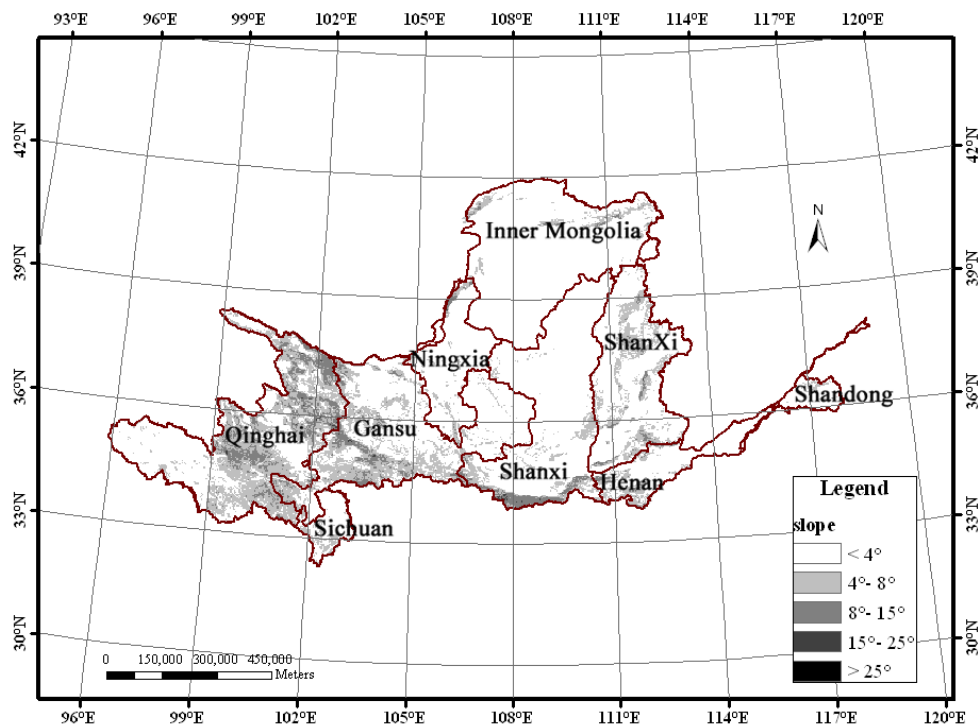 93°E 96°E 99°E 102°E 105°E 108°E 111°E 114°E 117°E 120°E
42°N 42°N
39°N 39°N
36°N 36°N
33°N 33°N
30°N 30°N
N
Inner Mongolia
Ningxia
ShanXi
Shandong
Qinghai
Gansu
Shanxi
Henan
Sichuan
Legend
slope
< 4°
4°- 8°
8°- 15°
15°- 25°
> 25°
0 150,000 300,000 450,000
Meters
96°E 99°E 102°E 105°E 108°E 111°E 114°E 117°E 120°E